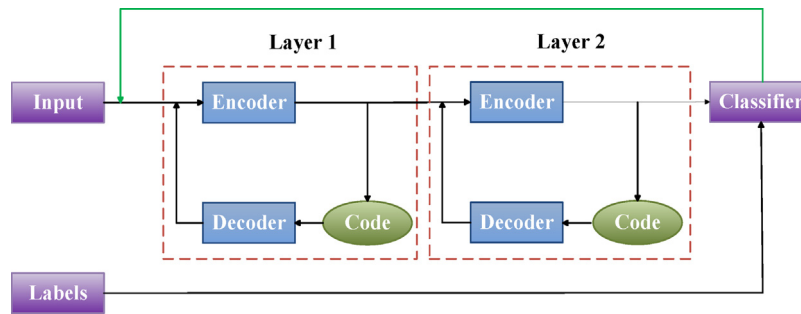 Layer 1
Layer 2
Input
Encoder
Encoder
Classifier
Decoder
Code
Decoder
Code
Labels